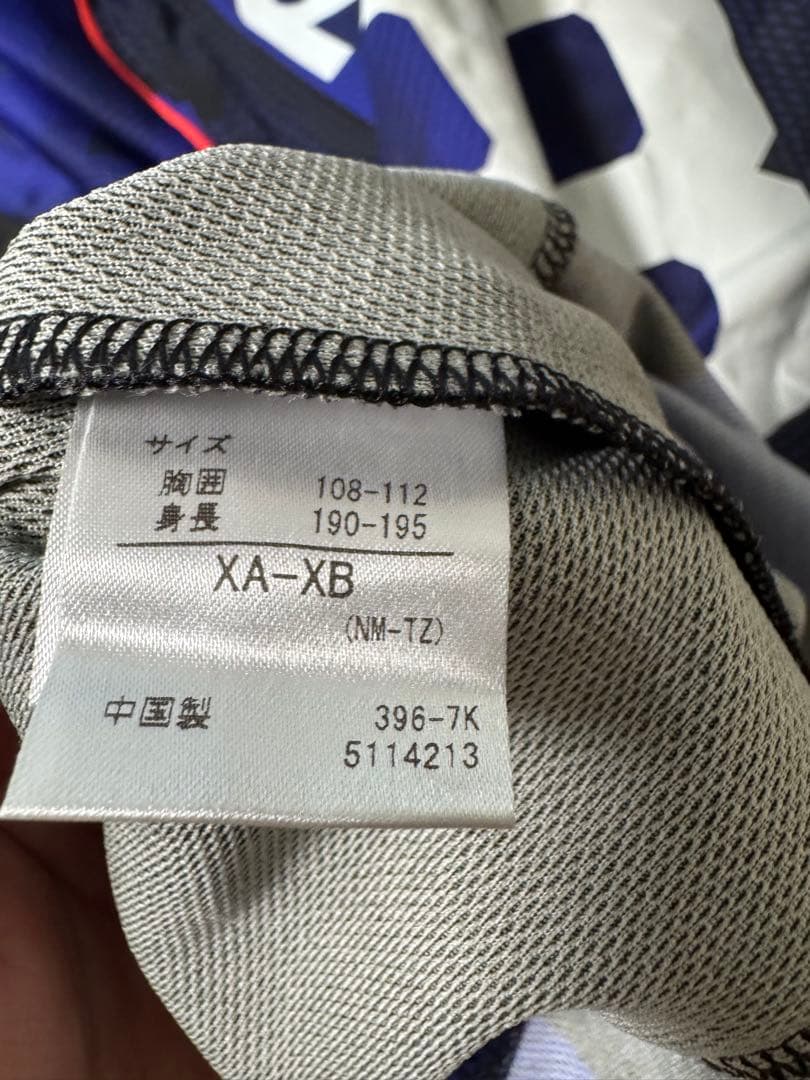 サイズ
胸囲 108-112
身長 190-195
XA-XB
(NM-TZ)
中国製 396-7K
5114213